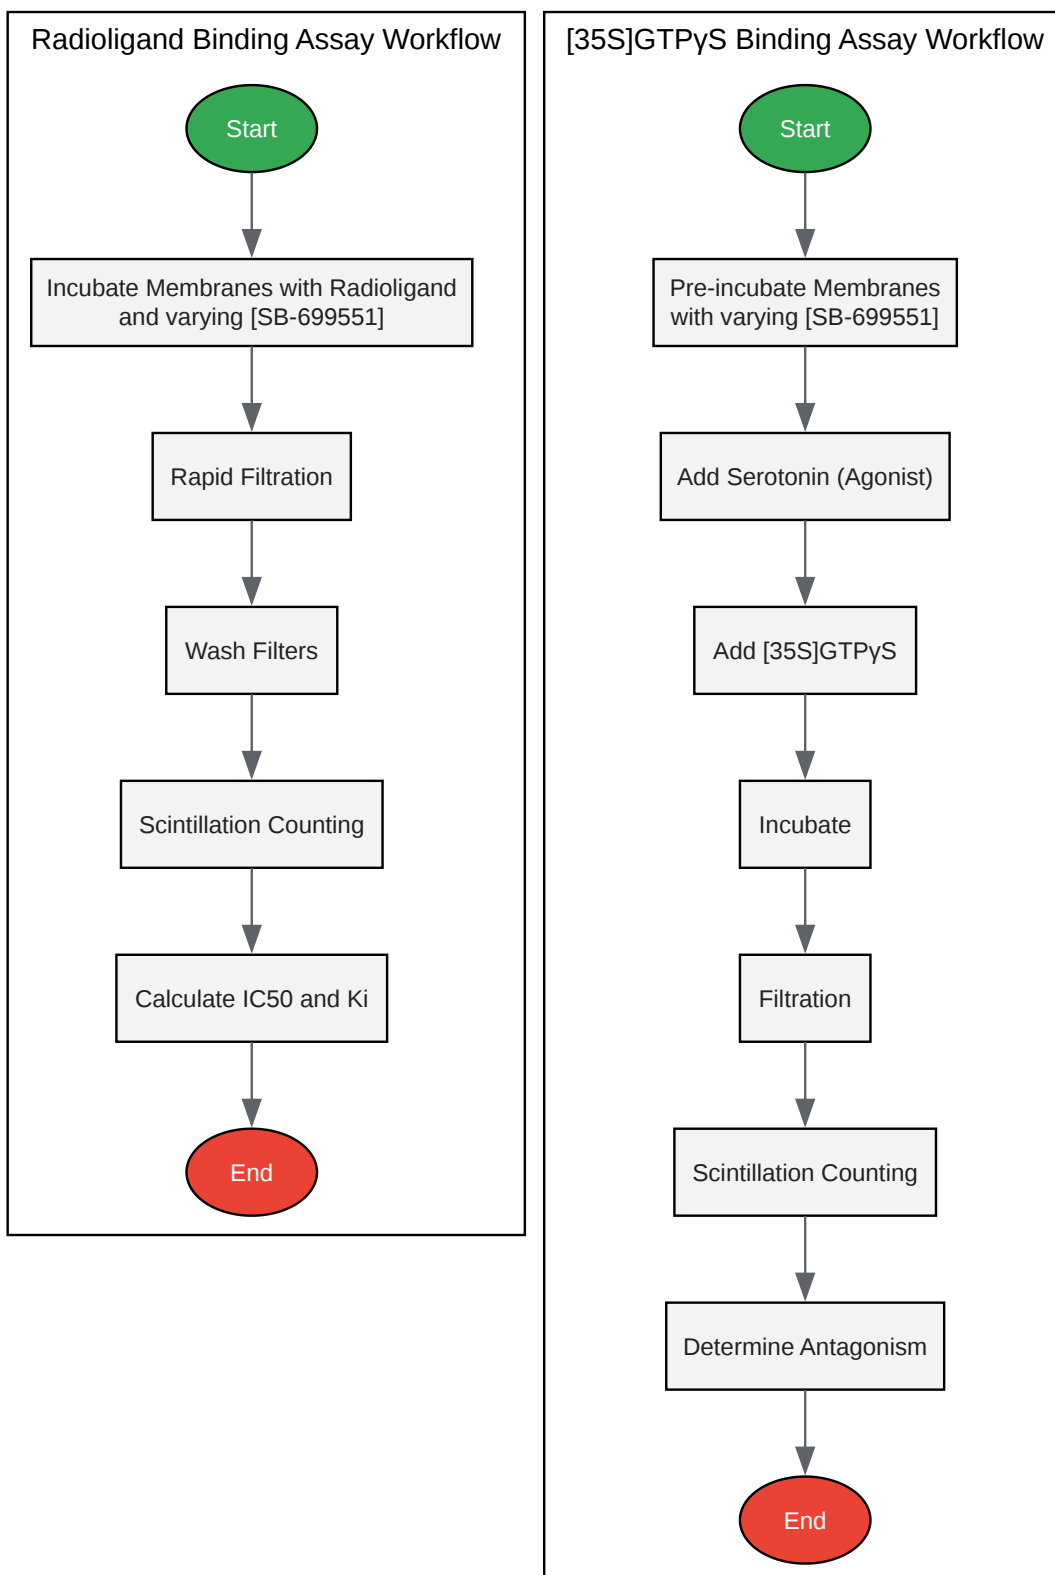 Radioligand Binding Assay Workflow
Start
Incubate Membranes with Radioligand
and varying [SB-699551]
Rapid Filtration
Wash Filters
Scintillation Counting
Calculate IC50 and Ki
End
[35S]GTPγS Binding Assay Workflow
Start
Pre-incubate Membranes
with varying [SB-699551]
Add Serotonin (Agonist)
Add [35S]GTPγS
Incubate
Filtration
Scintillation Counting
Determine Antagonism
End